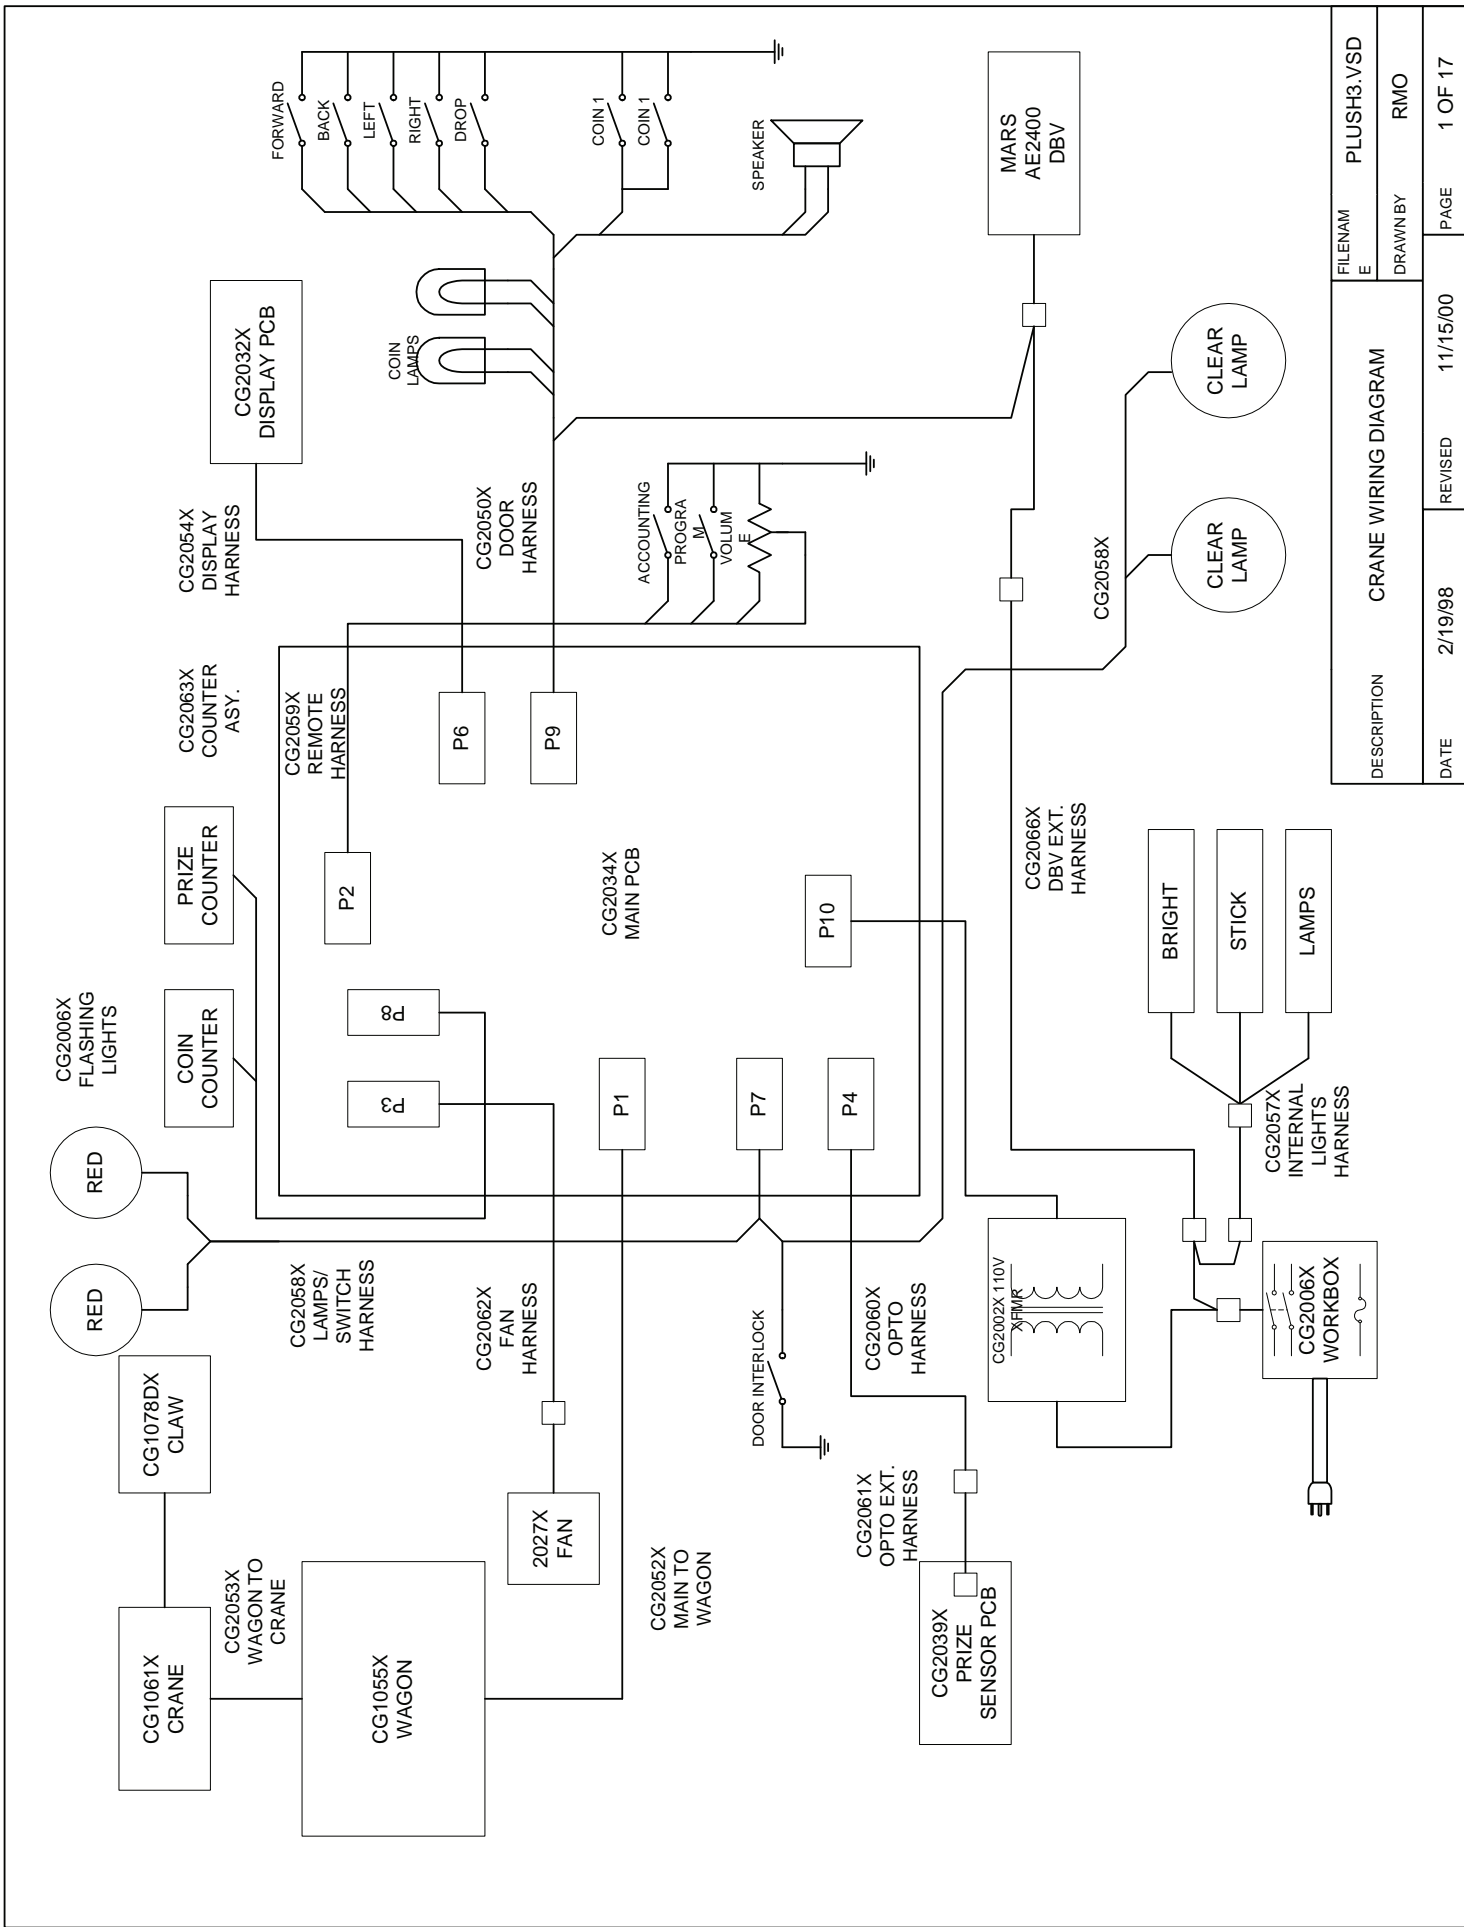 CG1061X
CRANE
CG1078DX
CLAW
RED
RED
CG2006X
FLASHING
LIGHTS
COIN
COUNTER
PRIZE
COUNTER
CG2063X
COUNTER
ASY.
CG2054X
DISPLAY
HARNESS
CG2032X
DISPLAY PCB
FORWARD
BACK
LEFT
RIGHT
DROP
COIN 1
COIN 1
SPEAKER
COIN
LAMPS
CG2053X
WAGON TO
CRANE
CG1055X
WAGON
CG2058X
LAMPS/
SWITCH
HARNESS
CG2059X
REMOTE
HARNESS
P2
P8
P3
P6
P9
P1
P7
P4
P10
CG2034X
MAIN PCB
CG2050X
DOOR
HARNESS
ACCOUNTING
PROGRA
M
VOLUM
E
CG2062X
FAN
HARNESS
2027X
FAN
CG2052X
MAIN TO
WAGON
DOOR INTERLOCK
CG2060X
OPTO
HARNESS
CG2061X
OPTO EXT.
HARNESS
CG2039X
PRIZE
SENSOR PCB
MARS
AE2400
DBV
CG2002X 110V
XFMR
CG2066X
DBV EXT.
HARNESS
CG2058X
CLEAR
LAMP
CLEAR
LAMP
BRIGHT
STICK
LAMPS
CG2057X
INTERNAL
LIGHTS
HARNESS
CG2006X
WORKBOX
DESCRIPTION
CRANE WIRING DIAGRAM
FILENAM
E
PLUSH3.VSD
DRAWN BY
RMO
DATE
2/19/98
REVISED
11/15/00
PAGE
1 OF 17